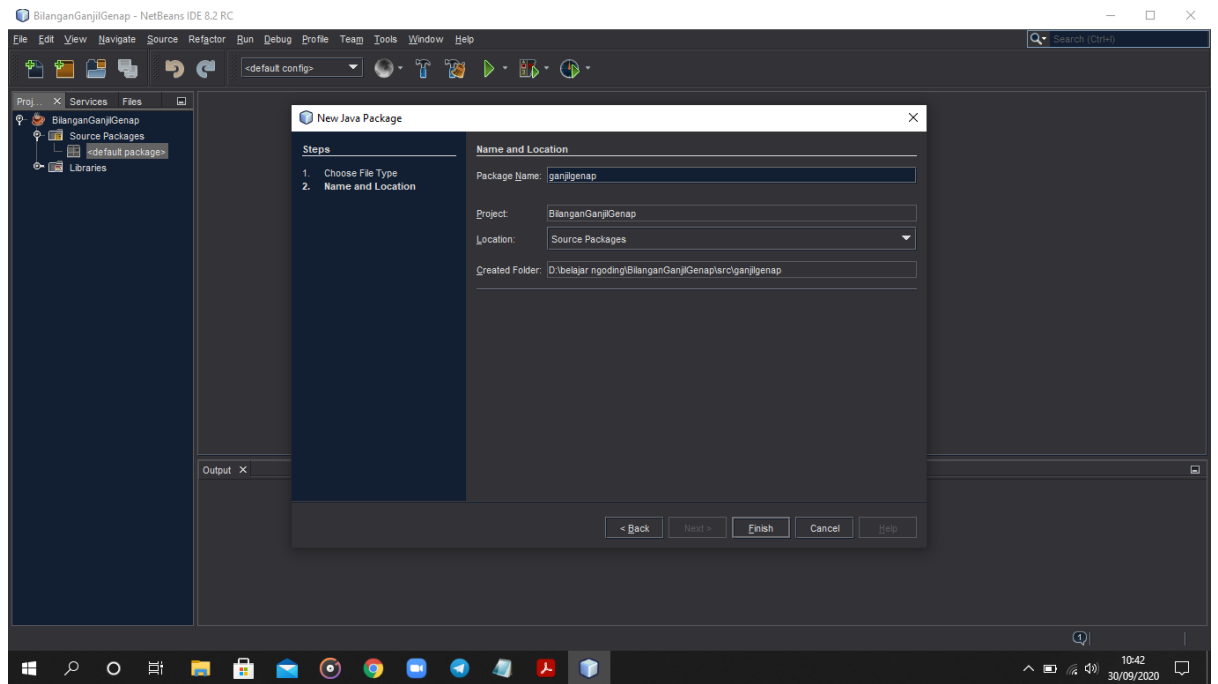 BilanganGanjilGenap - NetBeans IDE 8.2 RC
File Edit View Navigate Source Refactor Run Debug Profile Team Tools Window Help
Search (Ctrl+I)
<default config>
Proj... Services Files
BilanganGanjilGenap
Source Packages
<default package>
Libraries
New Java Package
Steps
1. Choose File Type
2. Name and Location
Name and Location
Package Name: ganjilgenap
Project: BilanganGanjilGenap
Location: Source Packages
Created Folder: D:\belajar ngoding\BilanganGanjilGenap\src\ganjilgenap
< Back Next > Finish Cancel Help
Output
1
10:42
30/09/2020